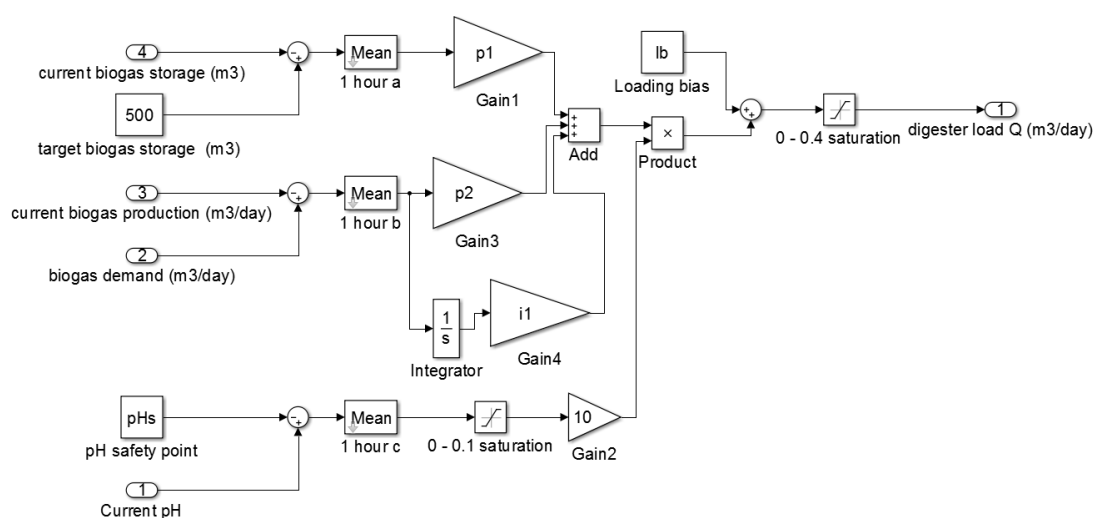 4
current biogas storage (m3)
500
target biogas storage (m3)
-
+
Mean
1 hour a
p1
Gain1
3
current biogas production (m3/day)
2
biogas demand (m3/day)
-
+
Mean
1 hour b
p2
Gain3
1
s
Integrator
i1
Gain4
pHs
pH safety point
1
Current pH
-
+
Mean
1 hour c
0 - 0.1 saturation
10
Gain2
+
+
+
Add
×
Product
lb
Loading bias
+
+
0 - 0.4 saturation
1
digester load Q (m3/day)